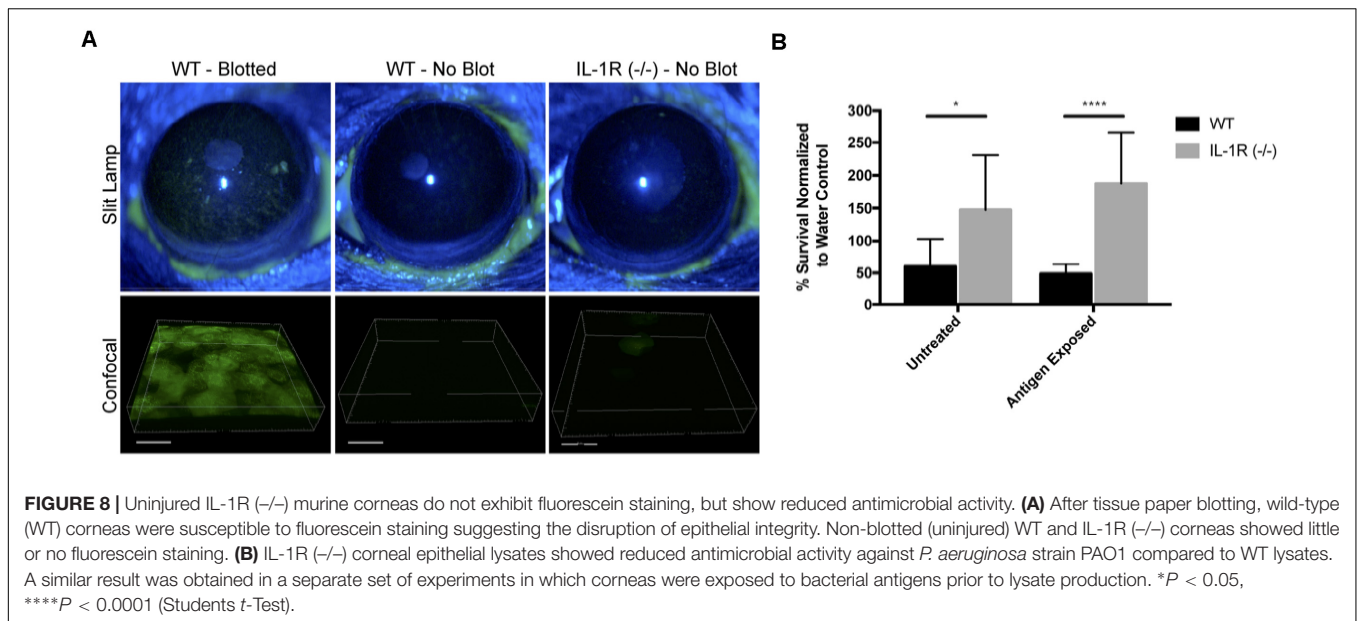 A
WT - Blotted
WT - No Blot
IL-1R (-/-) - No Blot
Slit Lamp
Confocal
B
% Survival Normalized
to Water Control
300
250
200
150
100
50
0
*
****
WT
IL-1R (-/-)
Untreated
Antigen Exposed
FIGURE 8 | Uninjured IL-1R (–/–) murine corneas do not exhibit fluorescein staining, but show reduced antimicrobial activity. (A) After tissue paper blotting, wild-type
(WT) corneas were susceptible to fluorescein staining suggesting the disruption of epithelial integrity. Non-blotted (uninjured) WT and IL-1R (–/–) corneas showed little
or no fluorescein staining. (B) IL-1R (–/–) corneal epithelial lysates showed reduced antimicrobial activity against P. aeruginosa strain PAO1 compared to WT lysates.
A similar result was obtained in a separate set of experiments in which corneas were exposed to bacterial antigens prior to lysate production. *P < 0.05,
****P < 0.0001 (Students t-Test).